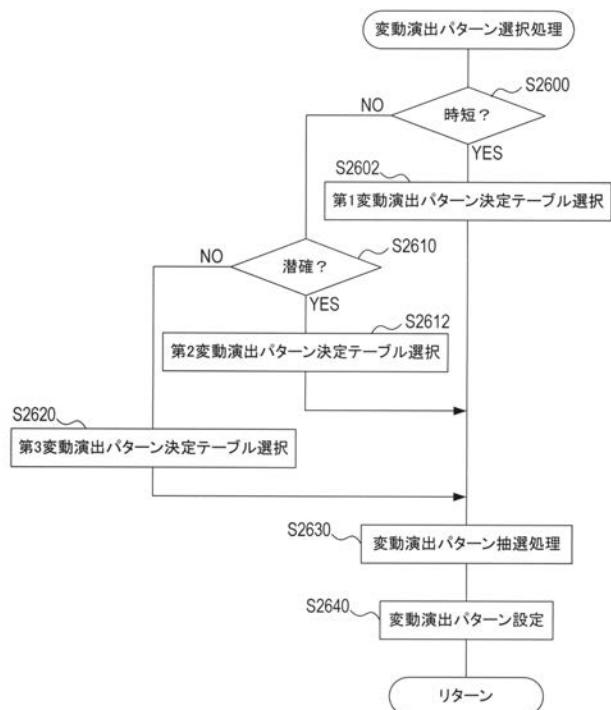 変動演出パターン選択処理
S2600
NO
時短？
YES
S2602
第1変動演出パターン決定テーブル選択
S2610
NO
潜確？
YES
S2612
第2変動演出パターン決定テーブル選択
S2620
第3変動演出パターン決定テーブル選択
S2630
変動演出パターン抽選処理
S2640
変動演出パターン設定
リターン